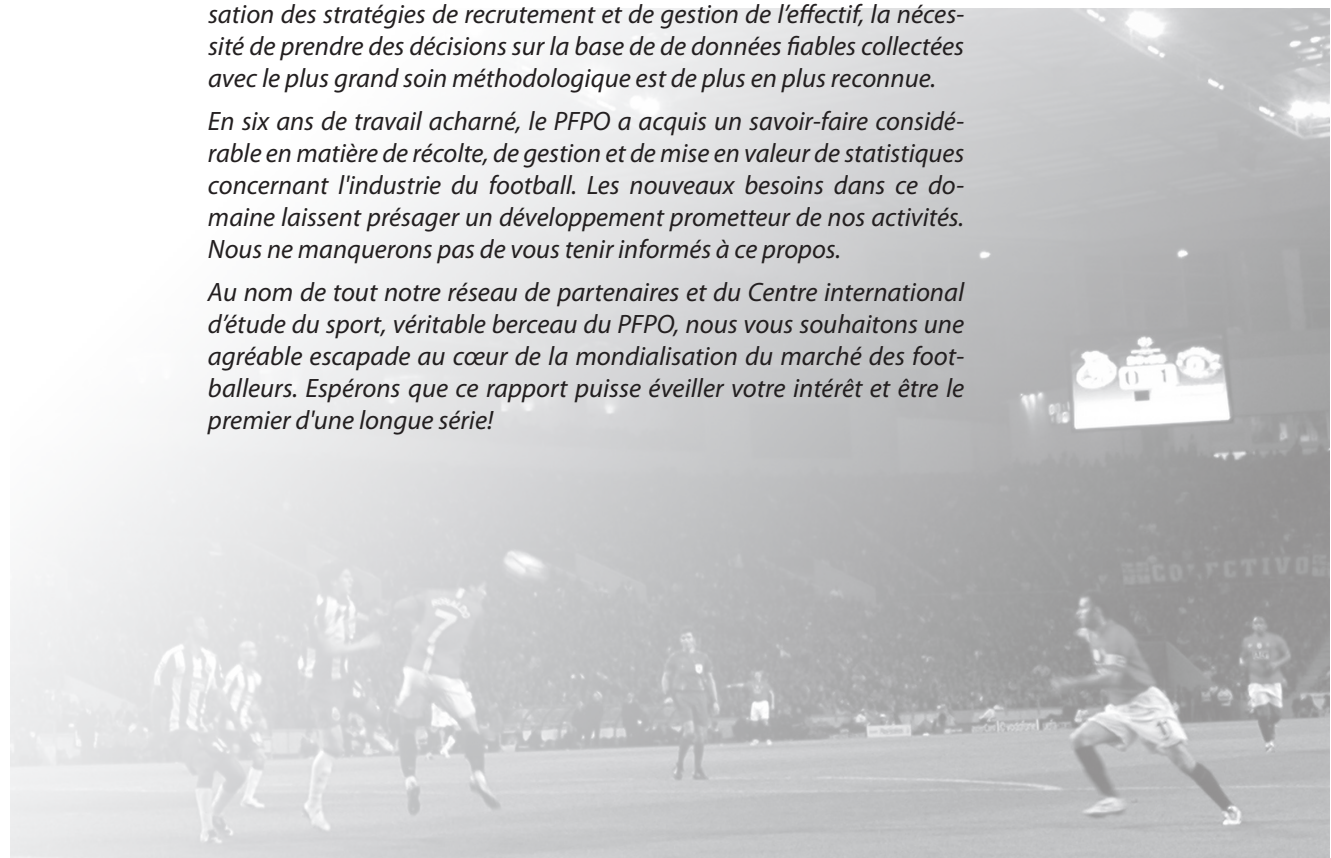 sation des stratégies de recrutement et de gestion de l’effectif, la néces-
sité de prendre des décisions sur la base de de données fiables collectées
avec le plus grand soin méthodologique est de plus en plus reconnue.
En six ans de travail acharné, le PFPO a acquis un savoir-faire considé-
rable en matière de récolte, de gestion et de mise en valeur de statistiques
concernant l'industrie du football. Les nouveaux besoins dans ce do-
maine laissent présager un développement prometteur de nos activités.
Nous ne manquerons pas de vous tenir informés à ce propos.
Au nom de tout notre réseau de partenaires et du Centre international
d’étude du sport, véritable berceau du PFPO, nous vous souhaitons une
agréable escapade au cœur de la mondialisation du marché des foot-
balleurs. Espérons que ce rapport puisse éveiller votre intérêt et être le
premier d'une longue série!
0 1
COLECTIVO
RONALDO
7
vodafone
11